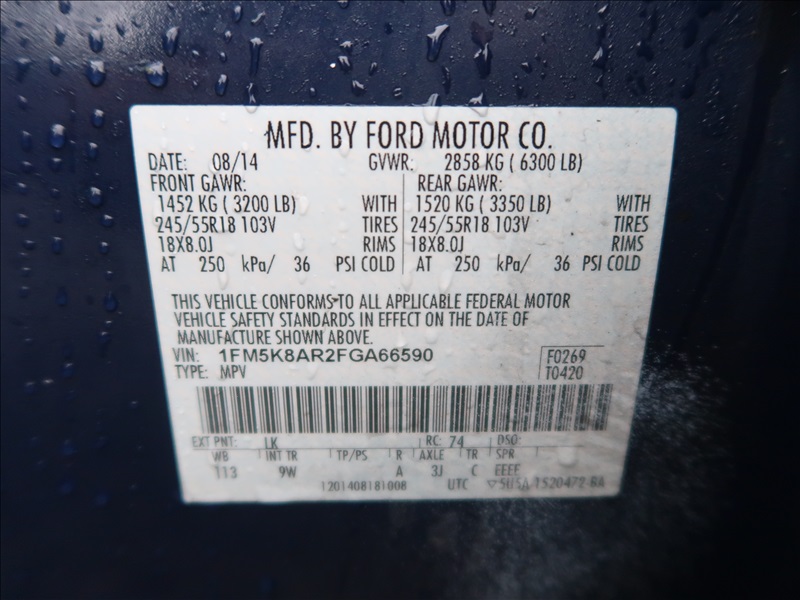 MFD. BY FORD MOTOR CO.
DATE: 08/14 GVWR: 2858 KG ( 6300 LB)
FRONT GAWR: REAR GAWR:
1452 KG ( 3200 LB) WITH 1520 KG ( 3350 LB) WITH
245/55R18 103V TIRES 245/55R18 103V TIRES
18X8.0J RIMS 18X8.0J RIMS
AT 250 kPa/ 36 PSI COLD AT 250 kPa/ 36 PSI COLD
THIS VEHICLE CONFORMS TO ALL APPLICABLE FEDERAL MOTOR
VEHICLE SAFETY STANDARDS IN EFFECT ON THE DATE OF
MANUFACTURE SHOWN ABOVE.
VIN: 1FM5K8AR2FGA66590 F0269
TYPE: MPV T0420
EXT PNT: LK RC: 74 DSO:
WB INT TR TP/PS R AXLE TR SPR
113 9W A 3J C EEEE
1201408181008 UTC